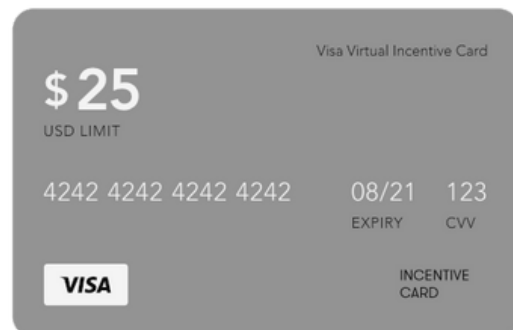 Visa Virtual Incentive Card
$25
USD LIMIT
4242 4242 4242 4242 08/21 123
EXPIRY CVV
VISA
INCENTIVE
CARD